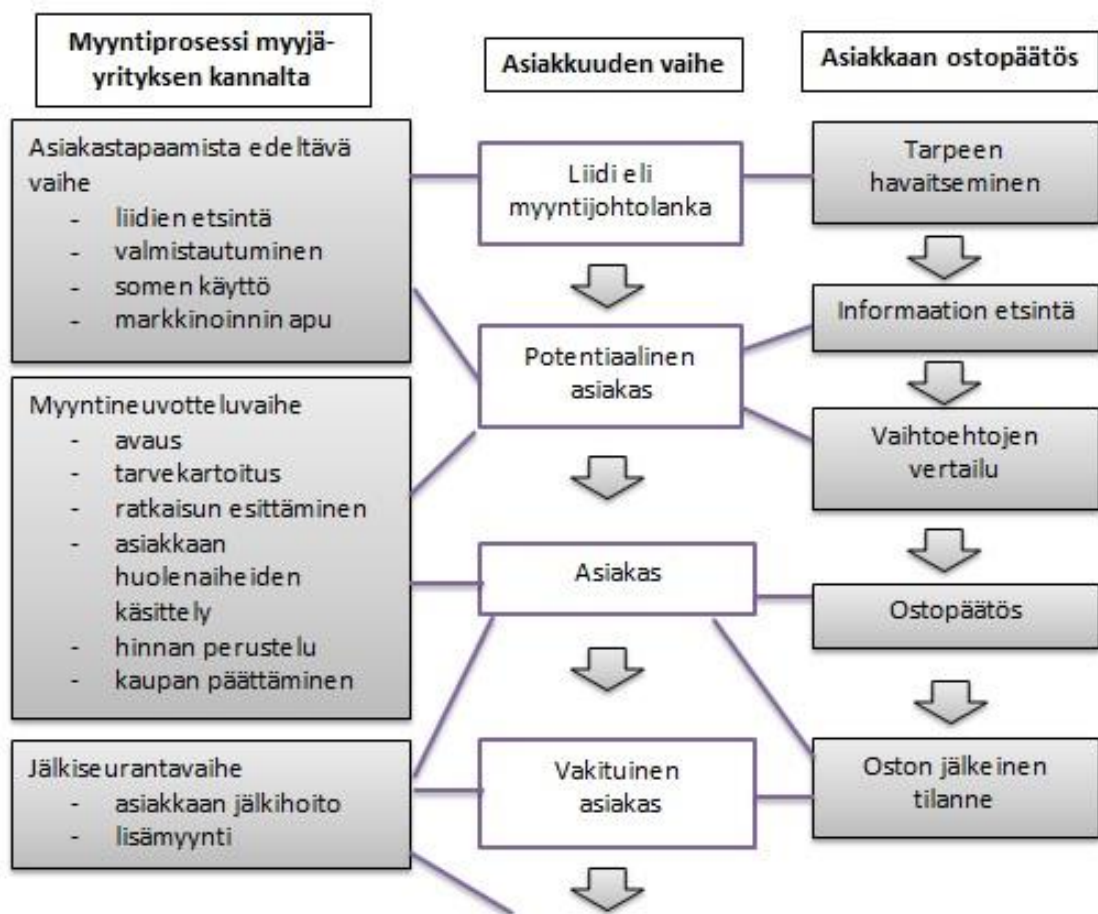 Myyntiprosessi myyjä-
yrityksen kannalta
Asiakkuuden vaihe
Asiakkaan ostopäätös
Asiakastapaamista edeltävä
vaihe
- liidien etsintä
- valmistautuminen
- somen käyttö
- markkinoinnin apu
Liidi eli
myyntijohtolanka
Tarpeen
havaitseminen
Informaation etsintä
Potentiaalinen
asiakas
Myyntineuvotteluvaihe
- avaus
- tarvekartoitus
- ratkaisun esittäminen
- asiakkaan
huolenaiheiden
käsittely
- hinnan perustelu
- kaupan päättäminen
Vaihtoehtojen
vertailu
Asiakas
Ostopäätös
Jälkiseurantavaihe
- asiakkaan jälkihoito
- lisämyynti
Vakituinen
asiakas
Oston jälkeinen
tilanne